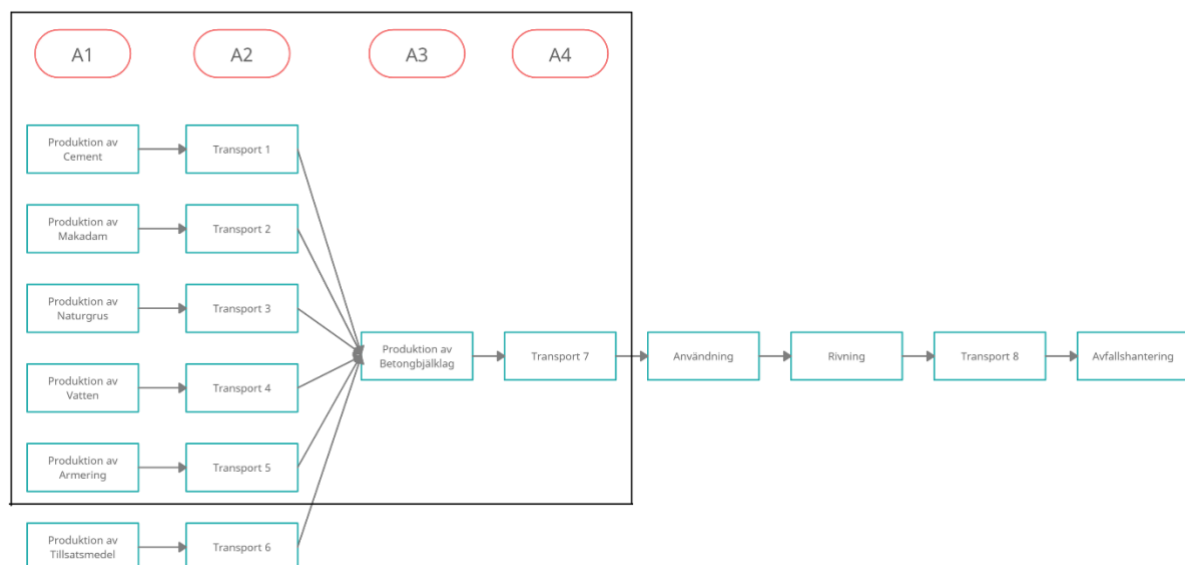 A1
A2
A3
A4
Produktion av
Cement
Transport 1
Produktion av
Makadam
Transport 2
Produktion av
Naturgrus
Transport 3
Produktion av
Betongbjälklag
Transport 7
Användning
Rivning
Transport 8
Avfallshantering
Produktion av
Vatten
Transport 4
Produktion av
Armering
Transport 5
Produktion av
Tillsatsmedel
Transport 6